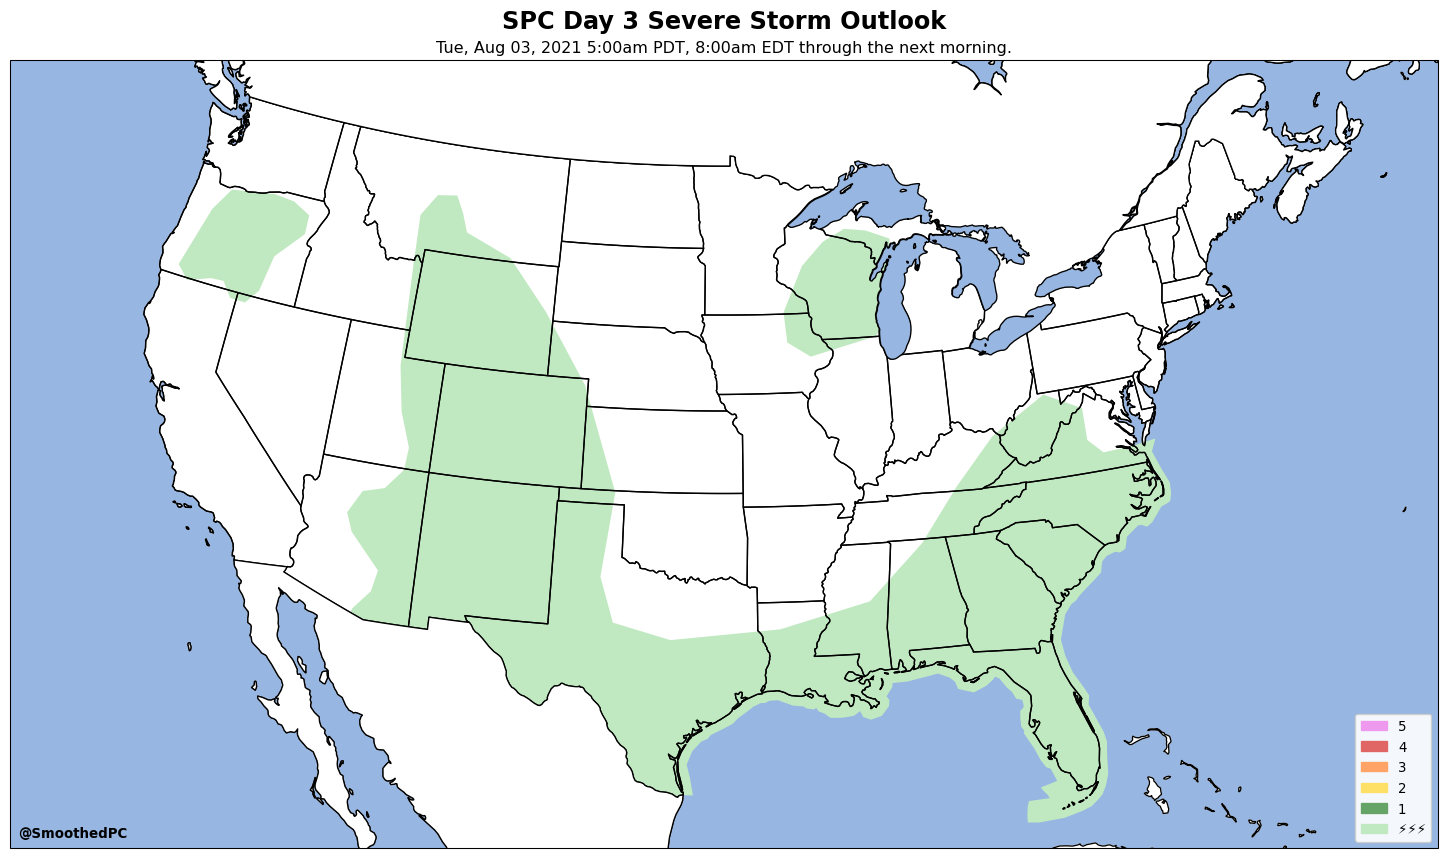 SPC Day 3 Severe Storm Outlook
Tue, Aug 03, 2021 5:00am PDT, 8:00am EDT through the next morning.
5
4
3
2
1
⚡⚡⚡
@SmoothedPC